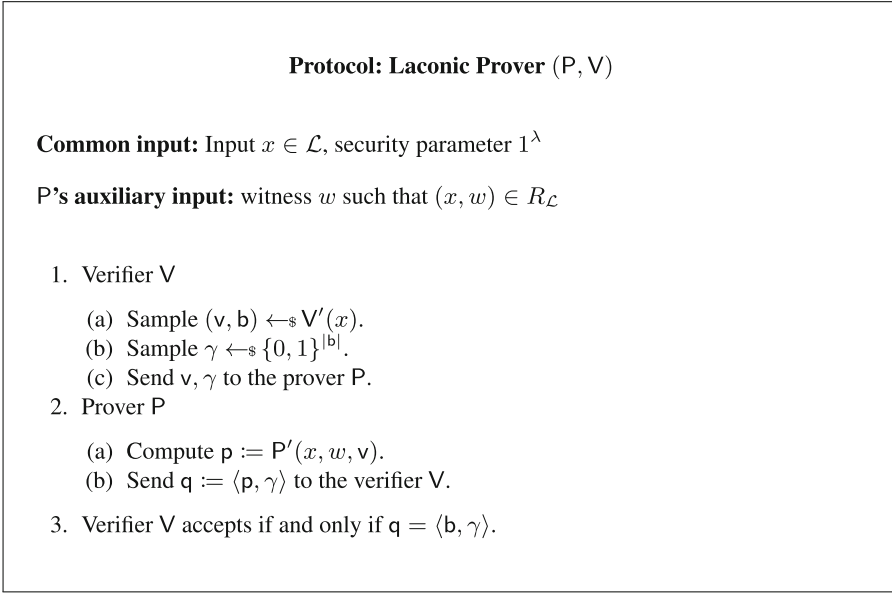 Protocol: Laconic Prover (P, V)
Common input: Input x ∈ ℒ, security parameter 1^λ
P's auxiliary input: witness w such that (x, w) ∈ R_ℒ
1. Verifier V
(a) Sample (v, b) ←$ V′(x).
(b) Sample γ ←$ {0, 1}^|b|.
(c) Send v, γ to the prover P.
2. Prover P
(a) Compute p := P′(x, w, v).
(b) Send q := ⟨p, γ⟩ to the verifier V.
3. Verifier V accepts if and only if q = ⟨b, γ⟩.